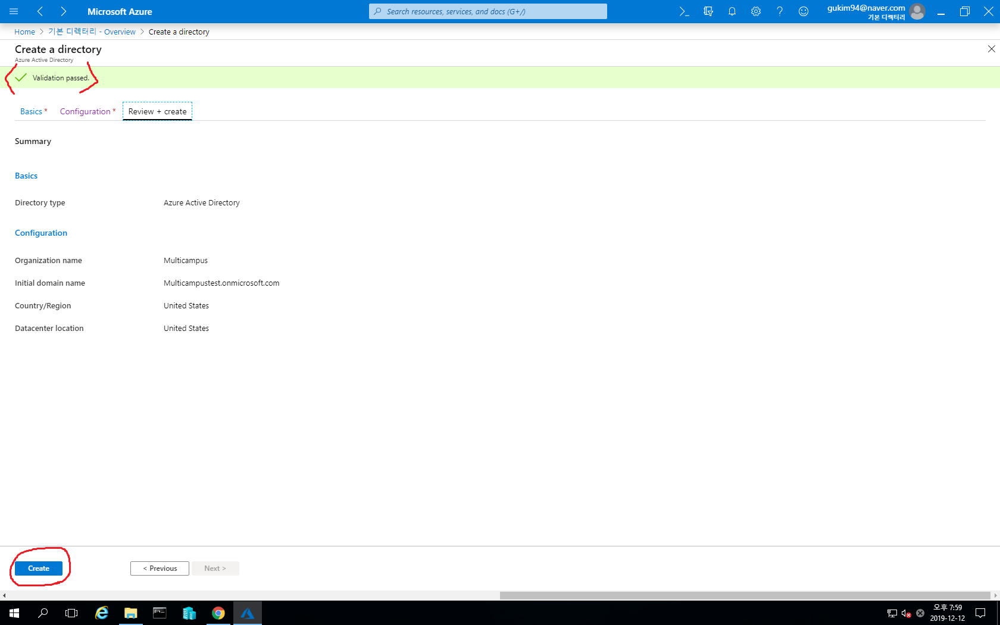 Microsoft Azure
Search resources, services, and docs (G+/)
gukim94@naver.com
기본 디렉터리
Home > 기본 디렉터리 - Overview > Create a directory
Create a directory
Azure Active Directory
Validation passed.
Basics * Configuration * Review + create
Summary
Basics
Directory type Azure Active Directory
Configuration
Organization name Multicampus
Initial domain name Multicampustest.onmicrosoft.com
Country/Region United States
Datacenter location United States
Create < Previous Next >
오후 7:59
2019-12-12